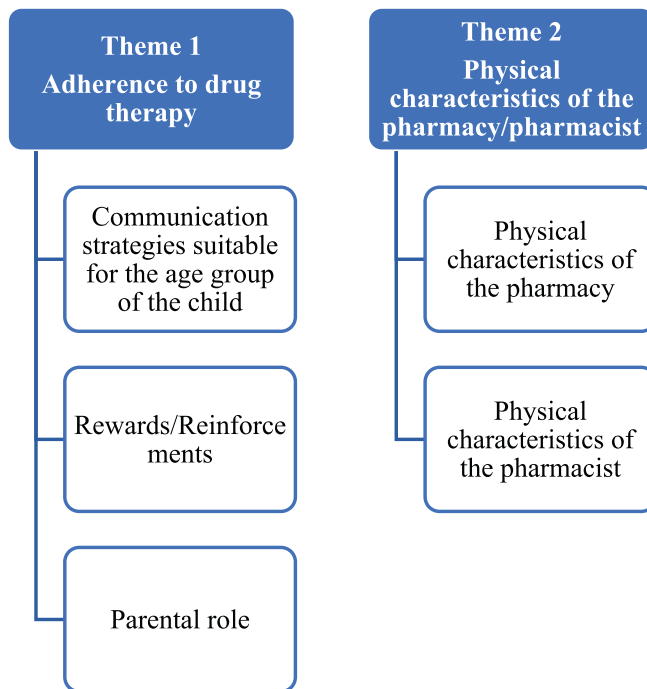 Theme 1
Adherence to drug
therapy
Communication
strategies suitable
for the age group
of the child
Rewards/Reinforce
ments
Parental role
Theme 2
Physical
characteristics of the
pharmacy/pharmacist
Physical
characteristics of
the pharmacy
Physical
characteristics of
the pharmacist